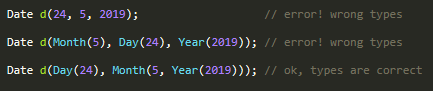 Date d(24, 5, 2019); // error! wrong types
Date d(Month(5), Day(24), Year(2019)); // error! wrong types
Date d(Day(24), Month(5, Year(2019))); // ok, types are correct